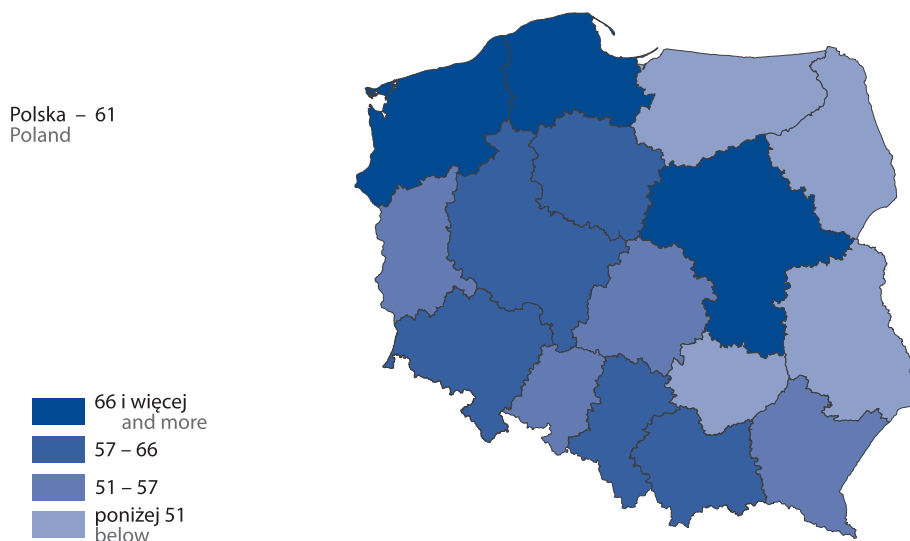 Polska – 61
Poland
66 i więcej
and more
57 – 66
51 – 57
poniżej 51
below